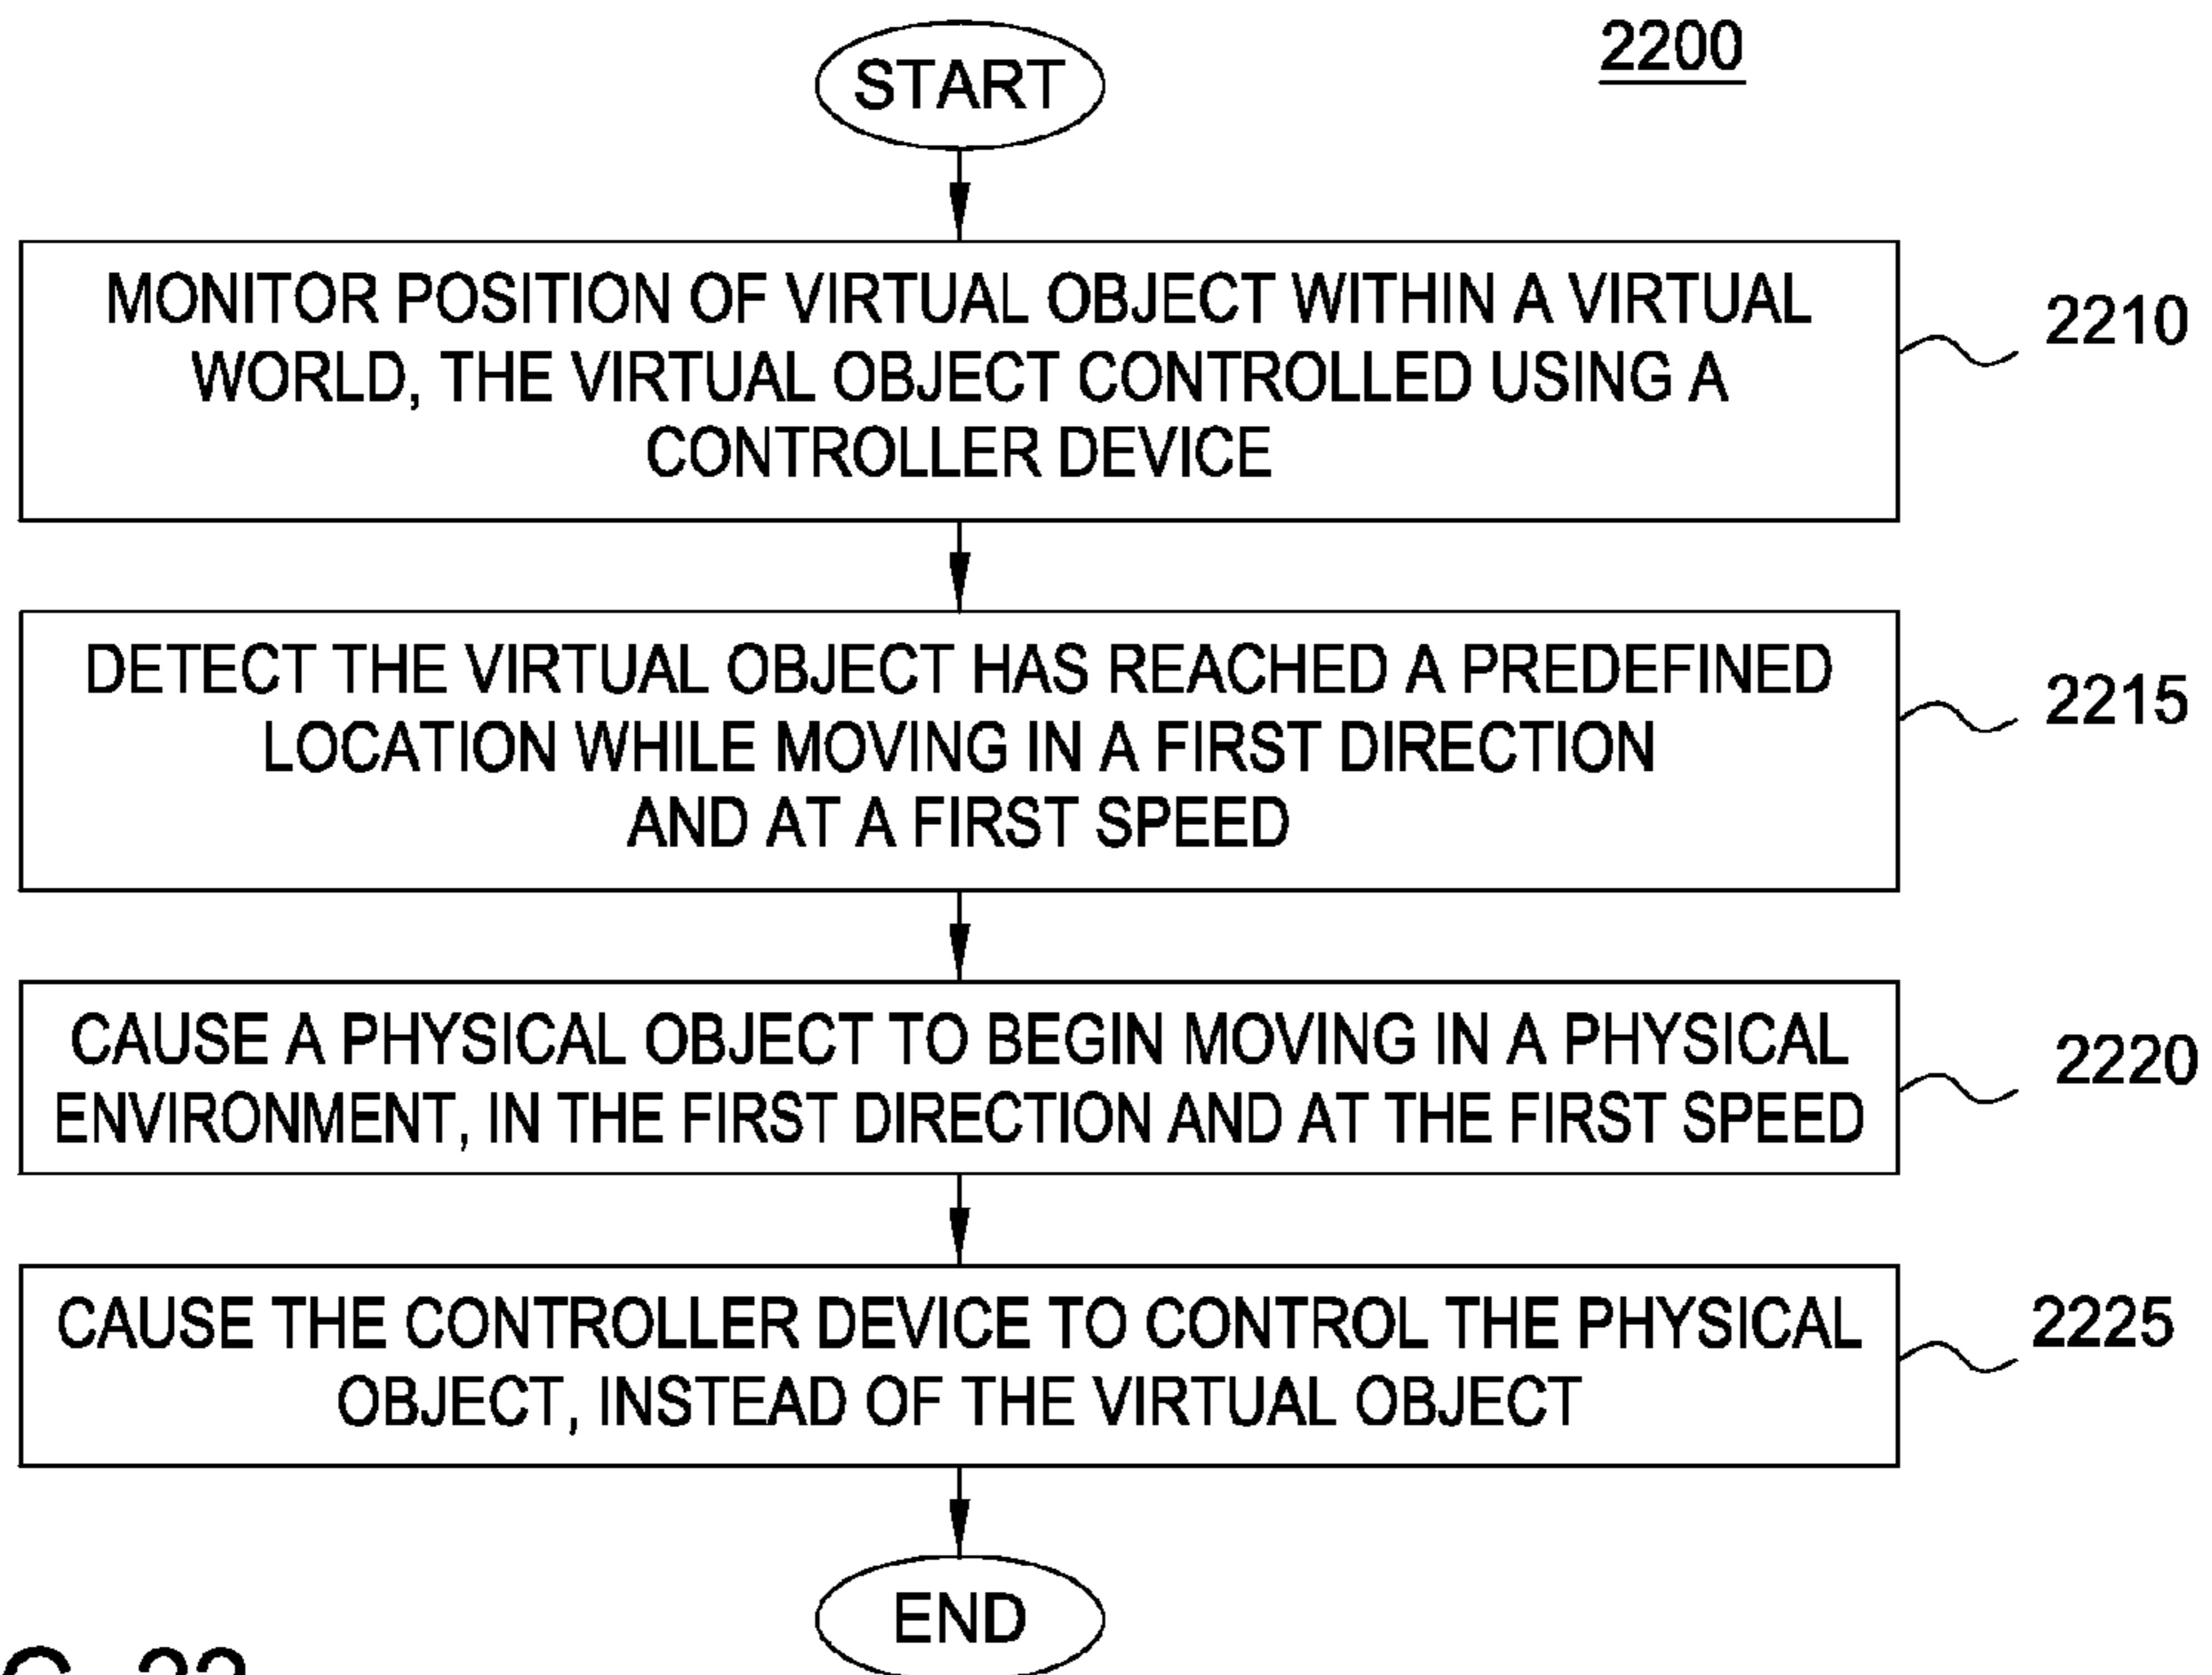 START
2200
MONITOR POSITION OF VIRTUAL OBJECT WITHIN A VIRTUAL
WORLD, THE VIRTUAL OBJECT CONTROLLED USING A
CONTROLLER DEVICE
2210
DETECT THE VIRTUAL OBJECT HAS REACHED A PREDEFINED
LOCATION WHILE MOVING IN A FIRST DIRECTION
AND AT A FIRST SPEED
2215
CAUSE A PHYSICAL OBJECT TO BEGIN MOVING IN A PHYSICAL
ENVIRONMENT, IN THE FIRST DIRECTION AND AT THE FIRST SPEED
2220
CAUSE THE CONTROLLER DEVICE TO CONTROL THE PHYSICAL
OBJECT, INSTEAD OF THE VIRTUAL OBJECT
2225
END